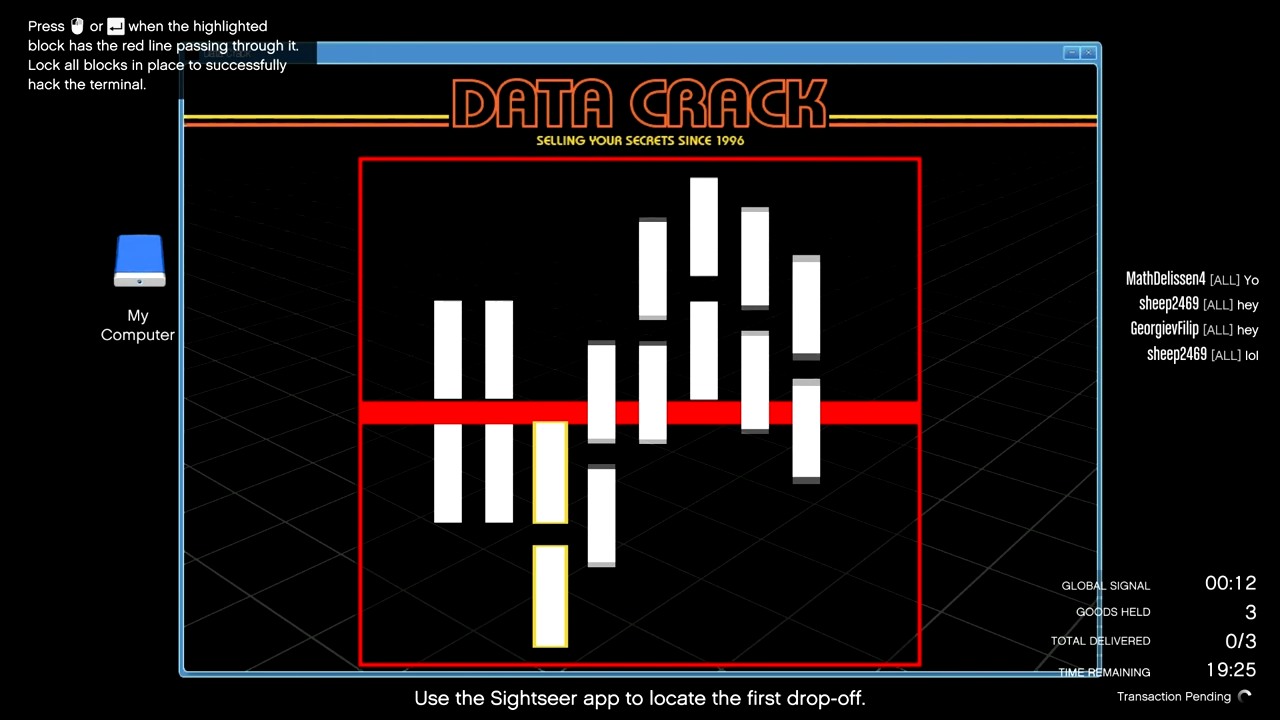 Press or when the highlighted
block has the red line passing through it.
Lock all blocks in place to successfully
hack the terminal.
DATA CRACK
SELLING YOUR SECRETS SINCE 1996
My
Computer
MathDelissen4 [ALL] Yo
sheep2469 [ALL] hey
GeorgievFilip [ALL] hey
sheep2469 [ALL] lol
GLOBAL SIGNAL 00:12
GOODS HELD 3
TOTAL DELIVERED 0/3
TIME REMAINING 19:25
Transaction Pending
Use the Sightseer app to locate the first drop-off.